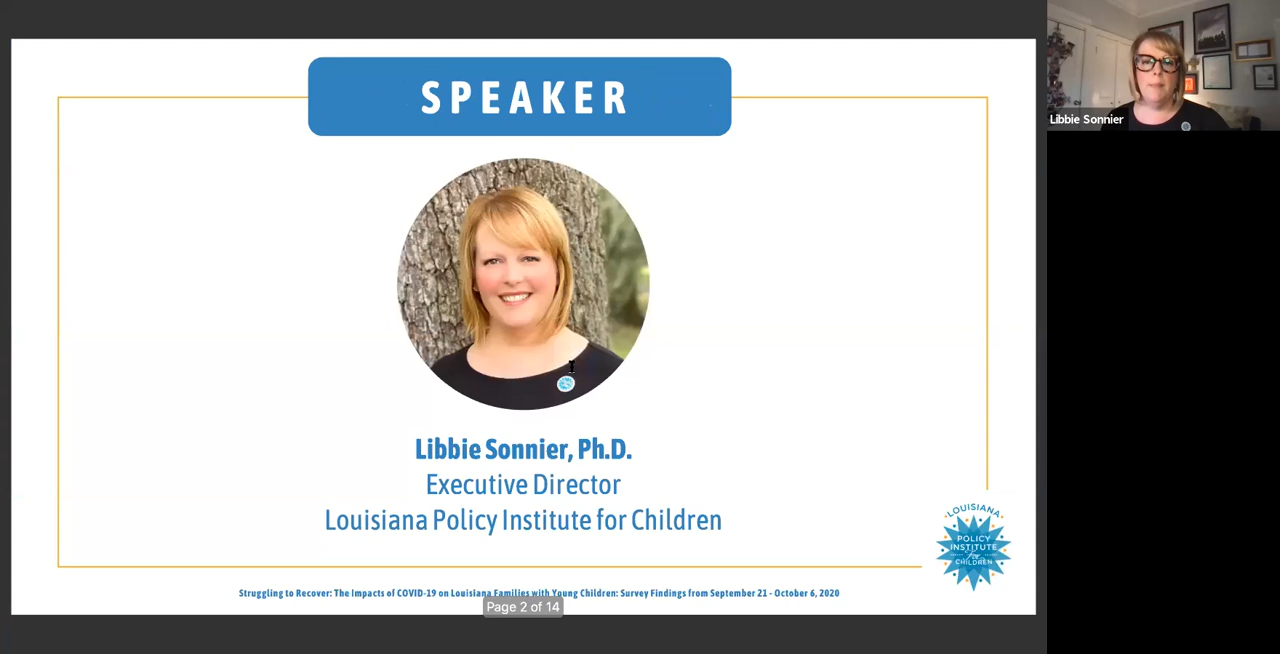 SPEAKER
Libbie Sonnier
Libbie Sonnier, Ph.D.
Executive Director
Louisiana Policy Institute for Children
LOUISIANA
POLICY
INSTITUTE
for
CHILDREN
Struggling to Recover: The Impacts of COVID-19 on Louisiana Families with Young Children: Survey Findings from September 21 - October 6, 2020
Page 2 of 14